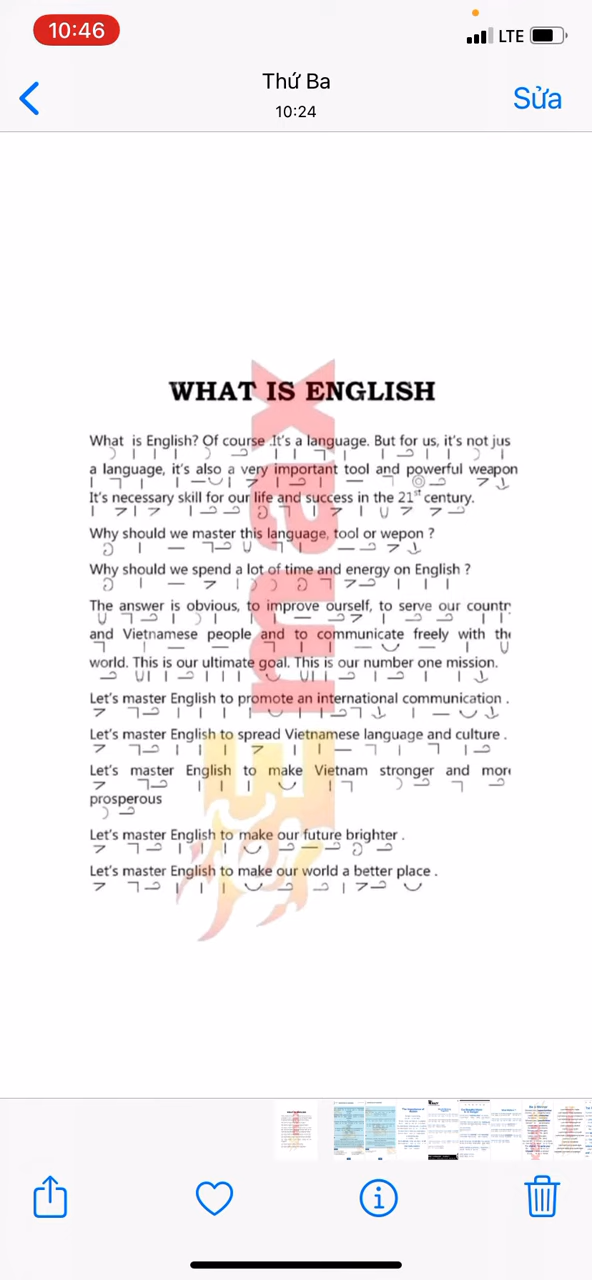 10:46
LTE
Thứ Ba
10:24
Sửa
WHAT IS ENGLISH
What is English? Of course .It's a language. But for us, it's not jus
a language, it's also a very important tool and powerful weapon
It's necessary skill for our life and success in the 21st century.
Why should we master this language, tool or wepon ?
Why should we spend a lot of time and energy on English ?
The answer is obvious, to improve ourself, to serve our countr
and Vietnamese people and to communicate freely with the
world. This is our ultimate goal. This is our number one mission.
Let's master English to promote an international communication .
Let's master English to spread Vietnamese language and culture .
Let's master English to make Vietnam stronger and more
prosperous
Let's master English to make our future brighter .
Let's master English to make our world a better place .
Emax